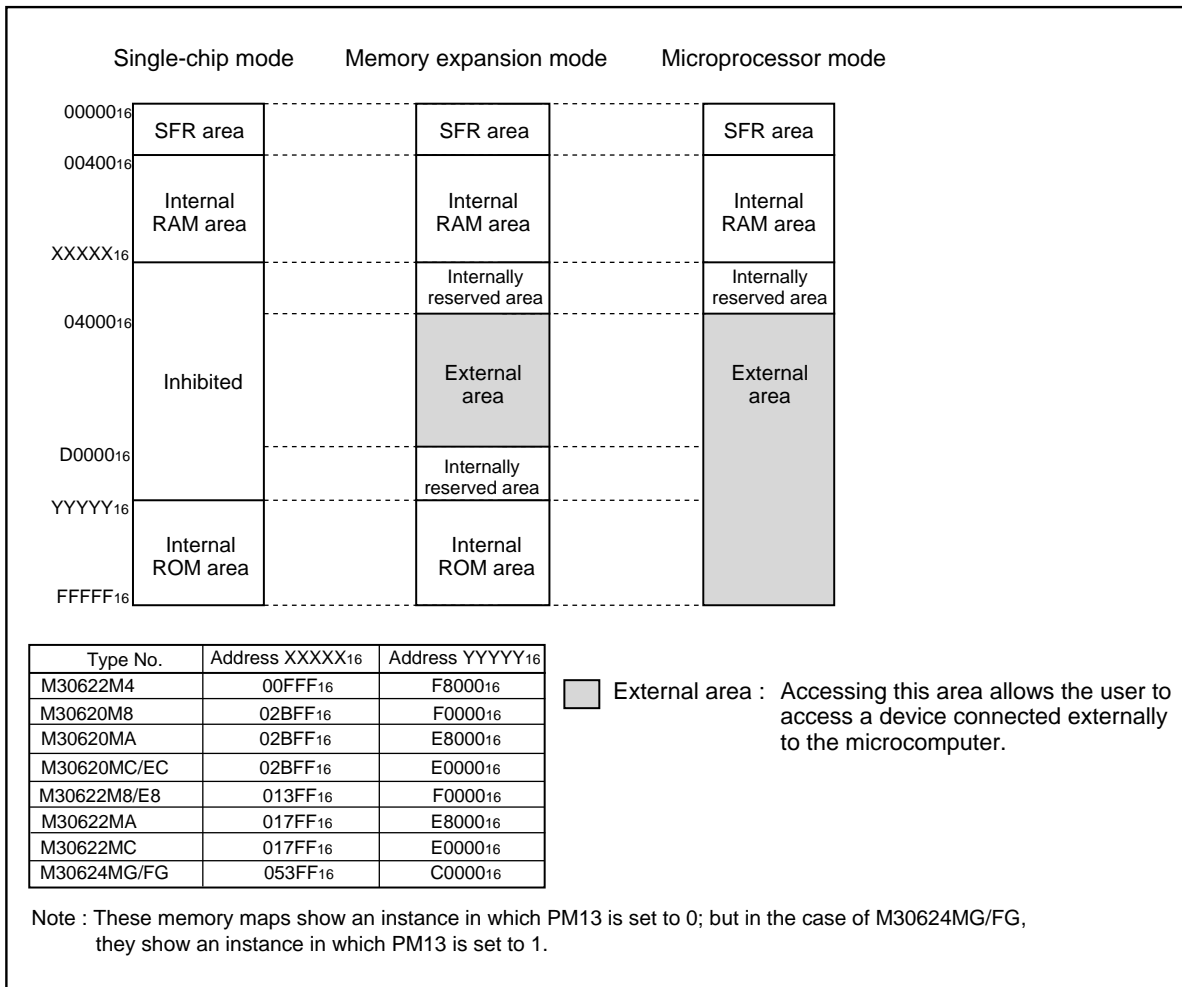 Single-chip mode Memory expansion mode Microprocessor mode
00000₁₆
SFR area SFR area SFR area
00400₁₆
Internal RAM area Internal RAM area Internal RAM area
XXXXX₁₆
Internally reserved area Internally reserved area
04000₁₆
Inhibited External area External area
D0000₁₆
Internally reserved area
YYYYY₁₆
Internal ROM area Internal ROM area
FFFFF₁₆
Type No. Address XXXXX₁₆ Address YYYYY₁₆
M30622M4 00FFF₁₆ F8000₁₆
M30620M8 02BFF₁₆ F0000₁₆
M30620MA 02BFF₁₆ E8000₁₆
M30620MC/EC 02BFF₁₆ E0000₁₆
M30622M8/E8 013FF₁₆ F0000₁₆
M30622MA 017FF₁₆ E8000₁₆
M30622MC 017FF₁₆ E0000₁₆
M30624MG/FG 053FF₁₆ C0000₁₆
External area : Accessing this area allows the user to
access a device connected externally
to the microcomputer.
Note : These memory maps show an instance in which PM13 is set to 0; but in the case of M30624MG/FG,
they show an instance in which PM13 is set to 1.